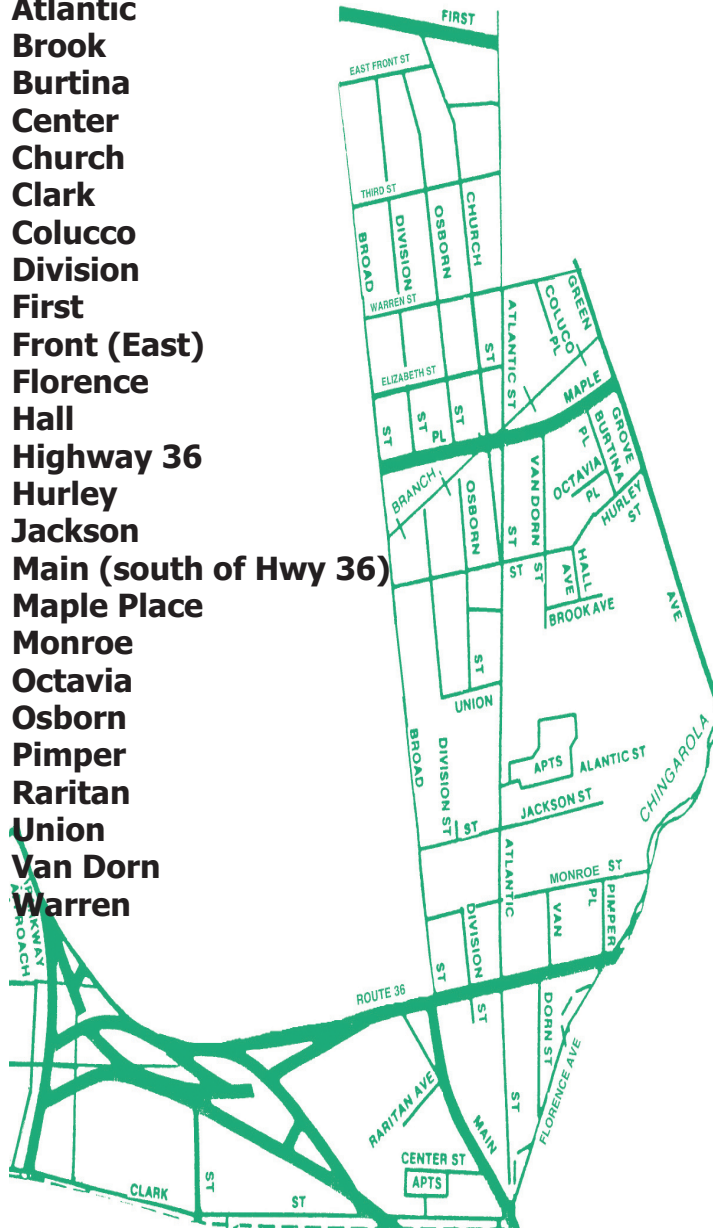 Atlantic
Brook
Burtina
Center
Church
Clark
Colucco
Division
First
Front (East)
Florence
Hall
Highway 36
Hurley
Jackson
Main (south of Hwy 36)
Maple Place
Monroe
Octavia
Osborn
Pimper
Raritan
Union
Van Dorn
Warren
FIRST
EAST FRONT ST
THIRD ST
BROAD
DIVISION
OSBORN
CHURCH
WARREN ST
ATLANTIC ST
COLUCO
PL
GREEN
ELIZABETH ST
ST
ST
ST
ST
PL
MAPLE
BRANCH
OSBORN
ST
VAN DORN
ST
OCTAVIA
PL
BURTINA
PL
GROVE
HURLEY
ST
ST
HALL
AVE
BROOK AVE
AVE
ST
UNION
BROAD
DIVISION ST
APTS
ALANTIC ST
JACKSON ST
ST
CHINGAROLA
ATLANTIC
MONROE ST
PIMPER
PL
VAN
DIVISION
ST
ST
ROUTE 36
DORN ST
FLORENCE AVE
RARITAN AVE
MAIN
ST
CENTER ST
APTS
CLARK
ST
ST